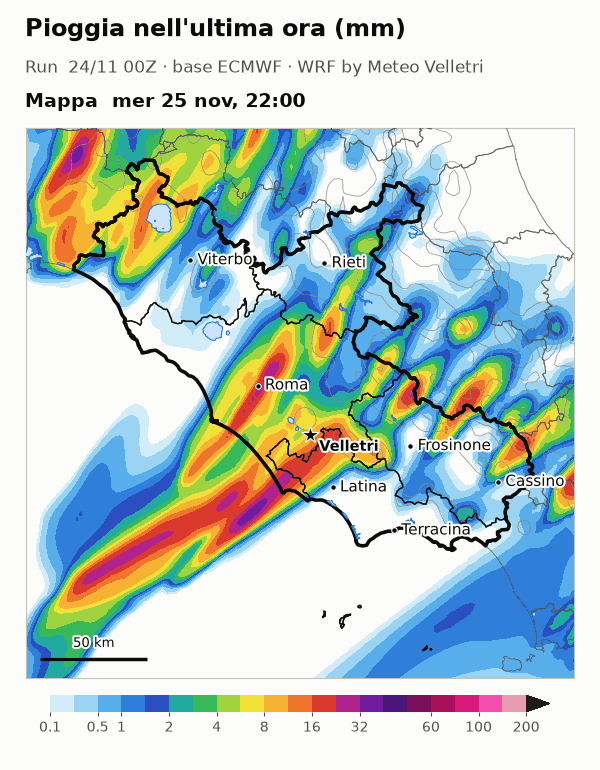 Pioggia nell'ultima ora (mm)
Run  24/11 00Z · base ECMWF · WRF by Meteo Velletri
Mappa  mer 25 nov, 22:00
Viterbo
Rieti
Roma
Velletri
Frosinone
Latina
Cassino
Terracina
50 km
0.1 0.5 1 2 4 8 16 32 60 100 200